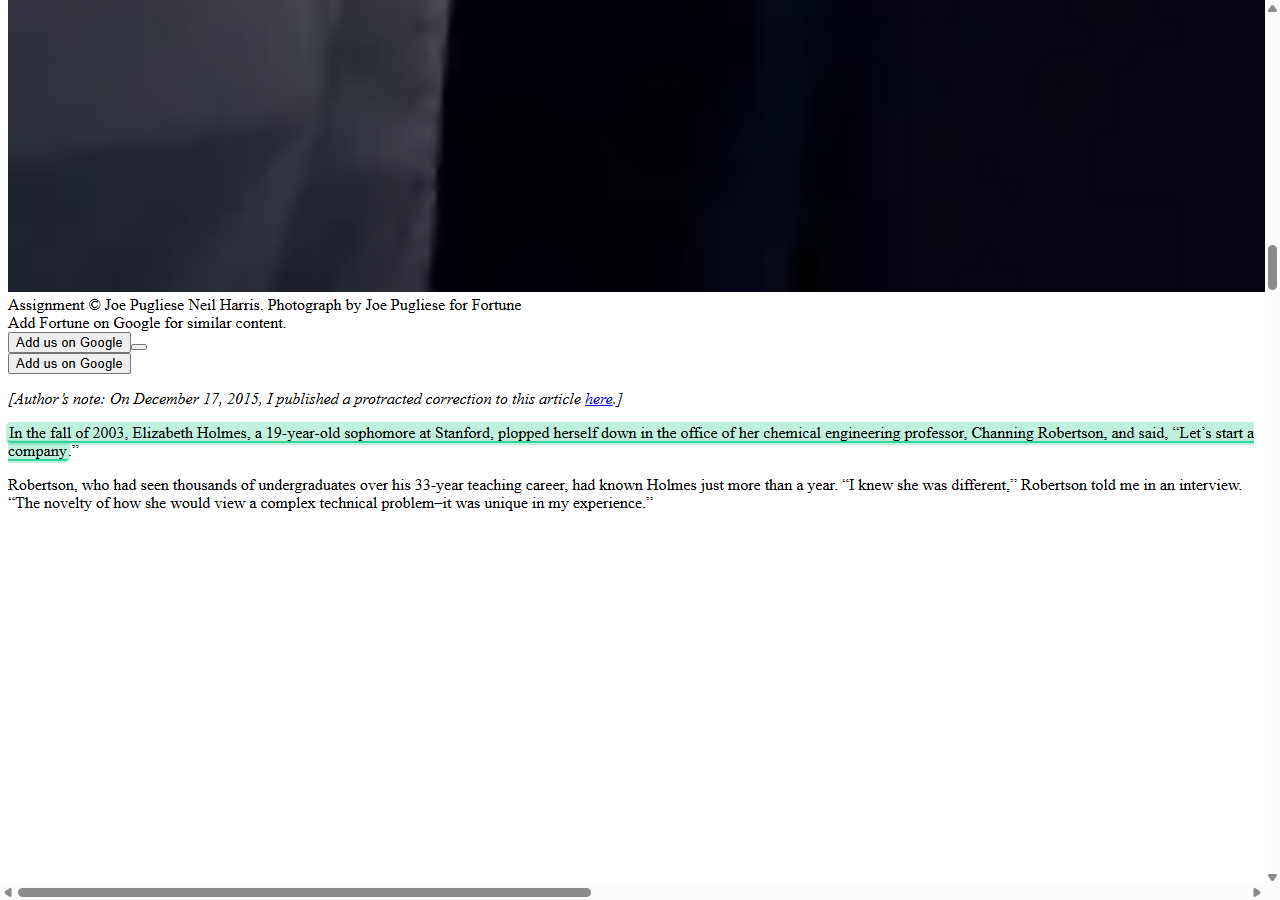 Assignment © Joe Pugliese Neil Harris. Photograph by Joe Pugliese for Fortune
Add Fortune on Google for similar content.
Add us on Google
Add us on Google
[Author’s note: On December 17, 2015, I published a protracted correction to this article here.]
In the fall of 2003, Elizabeth Holmes, a 19-year-old sophomore at Stanford, plopped herself down in the office of her chemical engineering professor, Channing Robertson, and said, “Let’s start a
company.”
Robertson, who had seen thousands of undergraduates over his 33-year teaching career, had known Holmes just more than a year. “I knew she was different,” Robertson told me in an interview.
“The novelty of how she would view a complex technical problem–it was unique in my experience.”